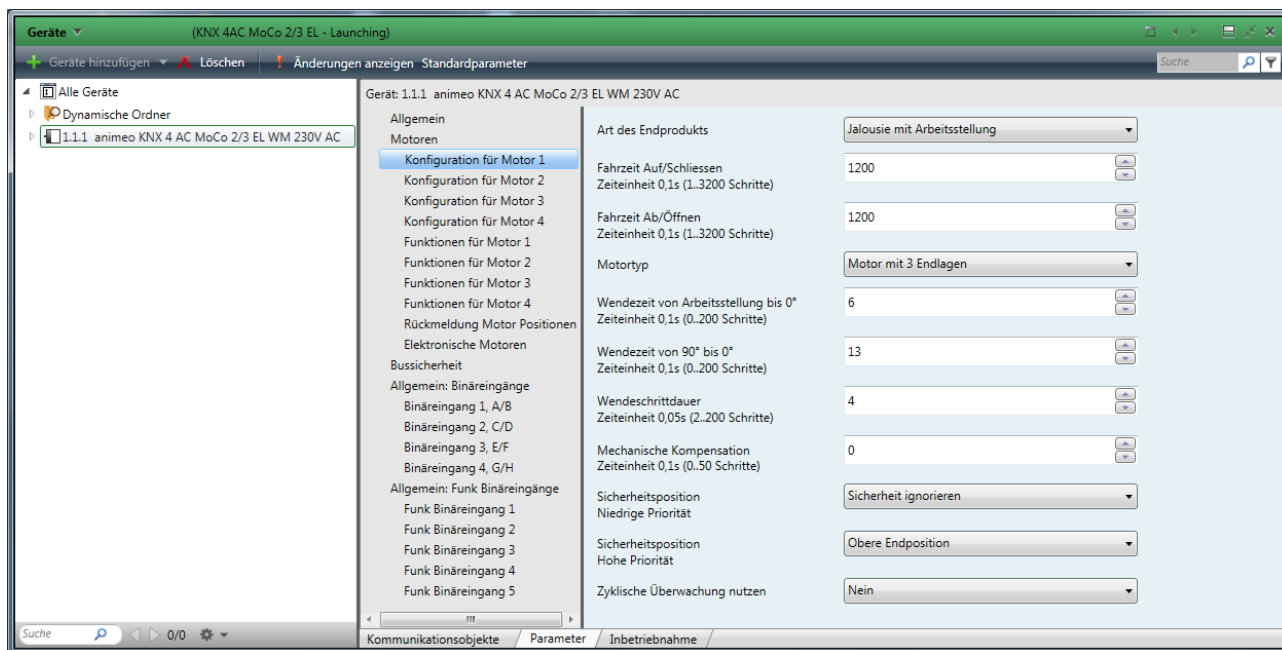 Geräte
(KNX 4AC MoCo 2/3 EL - Launching)
Geräte hinzufügen
Löschen
Änderungen anzeigen
Standardparameter
Suche
Alle Geräte
Dynamische Ordner
1.1.1 animeo KNX 4 AC MoCo 2/3 EL WM 230V AC
Suche
0/0
Gerät: 1.1.1 animeo KNX 4 AC MoCo 2/3 EL WM 230V AC
Allgemein
Motoren
Konfiguration für Motor 1
Konfiguration für Motor 2
Konfiguration für Motor 3
Konfiguration für Motor 4
Funktionen für Motor 1
Funktionen für Motor 2
Funktionen für Motor 3
Funktionen für Motor 4
Rückmeldung Motor Positionen
Elektronische Motoren
Bussicherheit
Allgemein: Binäreingänge
Binäreingang 1, A/B
Binäreingang 2, C/D
Binäreingang 3, E/F
Binäreingang 4, G/H
Allgemein: Funk Binäreingänge
Funk Binäreingang 1
Funk Binäreingang 2
Funk Binäreingang 3
Funk Binäreingang 4
Funk Binäreingang 5
Art des Endprodukts
Jalousie mit Arbeitsstellung
Fahrzeit Auf/Schliessen
Zeiteinheit 0,1s (1..3200 Schritte)
1200
Fahrzeit Ab/Öffnen
Zeiteinheit 0,1s (1..3200 Schritte)
1200
Motortyp
Motor mit 3 Endlagen
Wendezeit von Arbeitsstellung bis 0°
Zeiteinheit 0,1s (0..200 Schritte)
6
Wendezeit von 90° bis 0°
Zeiteinheit 0,1s (0..200 Schritte)
13
Wendeschrittdauer
Zeiteinheit 0,05s (2..200 Schritte)
4
Mechanische Kompensation
Zeiteinheit 0,1s (0..50 Schritte)
0
Sicherheitsposition
Niedrige Priorität
Sicherheit ignorieren
Sicherheitsposition
Hohe Priorität
Obere Endposition
Zyklische Überwachung nutzen
Nein
Kommunikationsobjekte
Parameter
Inbetriebnahme